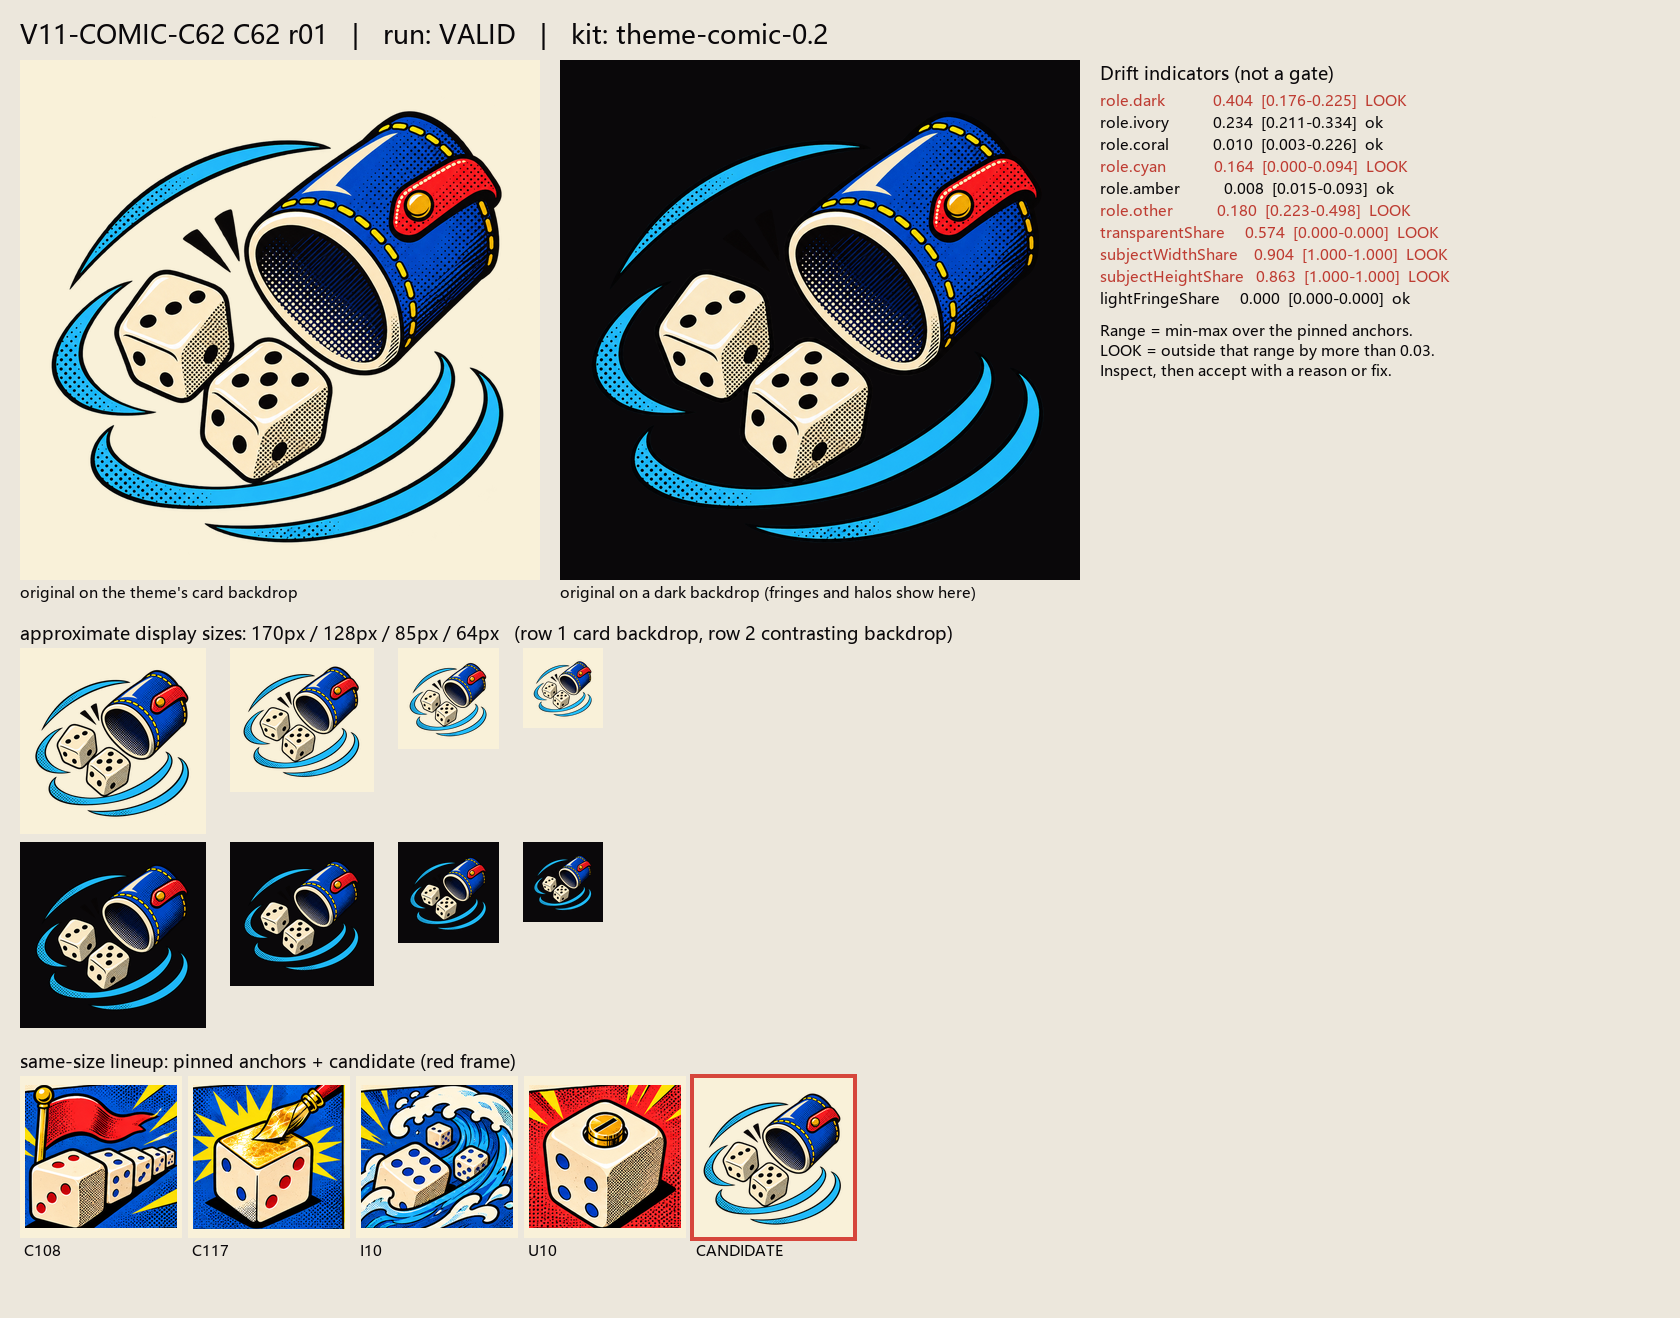 V11-COMIC-C62 C62 r01 | run: VALID | kit: theme-comic-0.2
Drift indicators (not a gate)
role.dark 0.404 [0.176-0.225] LOOK
role.ivory 0.234 [0.211-0.334] ok
role.coral 0.010 [0.003-0.226] ok
role.cyan 0.164 [0.000-0.094] LOOK
role.amber 0.008 [0.015-0.093] ok
role.other 0.180 [0.223-0.498] LOOK
transparentShare 0.574 [0.000-0.000] LOOK
subjectWidthShare 0.904 [1.000-1.000] LOOK
subjectHeightShare 0.863 [1.000-1.000] LOOK
lightFringeShare 0.000 [0.000-0.000] ok
Range = min-max over the pinned anchors.
LOOK = outside that range by more than 0.03.
Inspect, then accept with a reason or fix.
original on the theme's card backdrop
original on a dark backdrop (fringes and halos show here)
approximate display sizes: 170px / 128px / 85px / 64px (row 1 card backdrop, row 2 contrasting backdrop)
same-size lineup: pinned anchors + candidate (red frame)
C108
C117
I10
U10
CANDIDATE